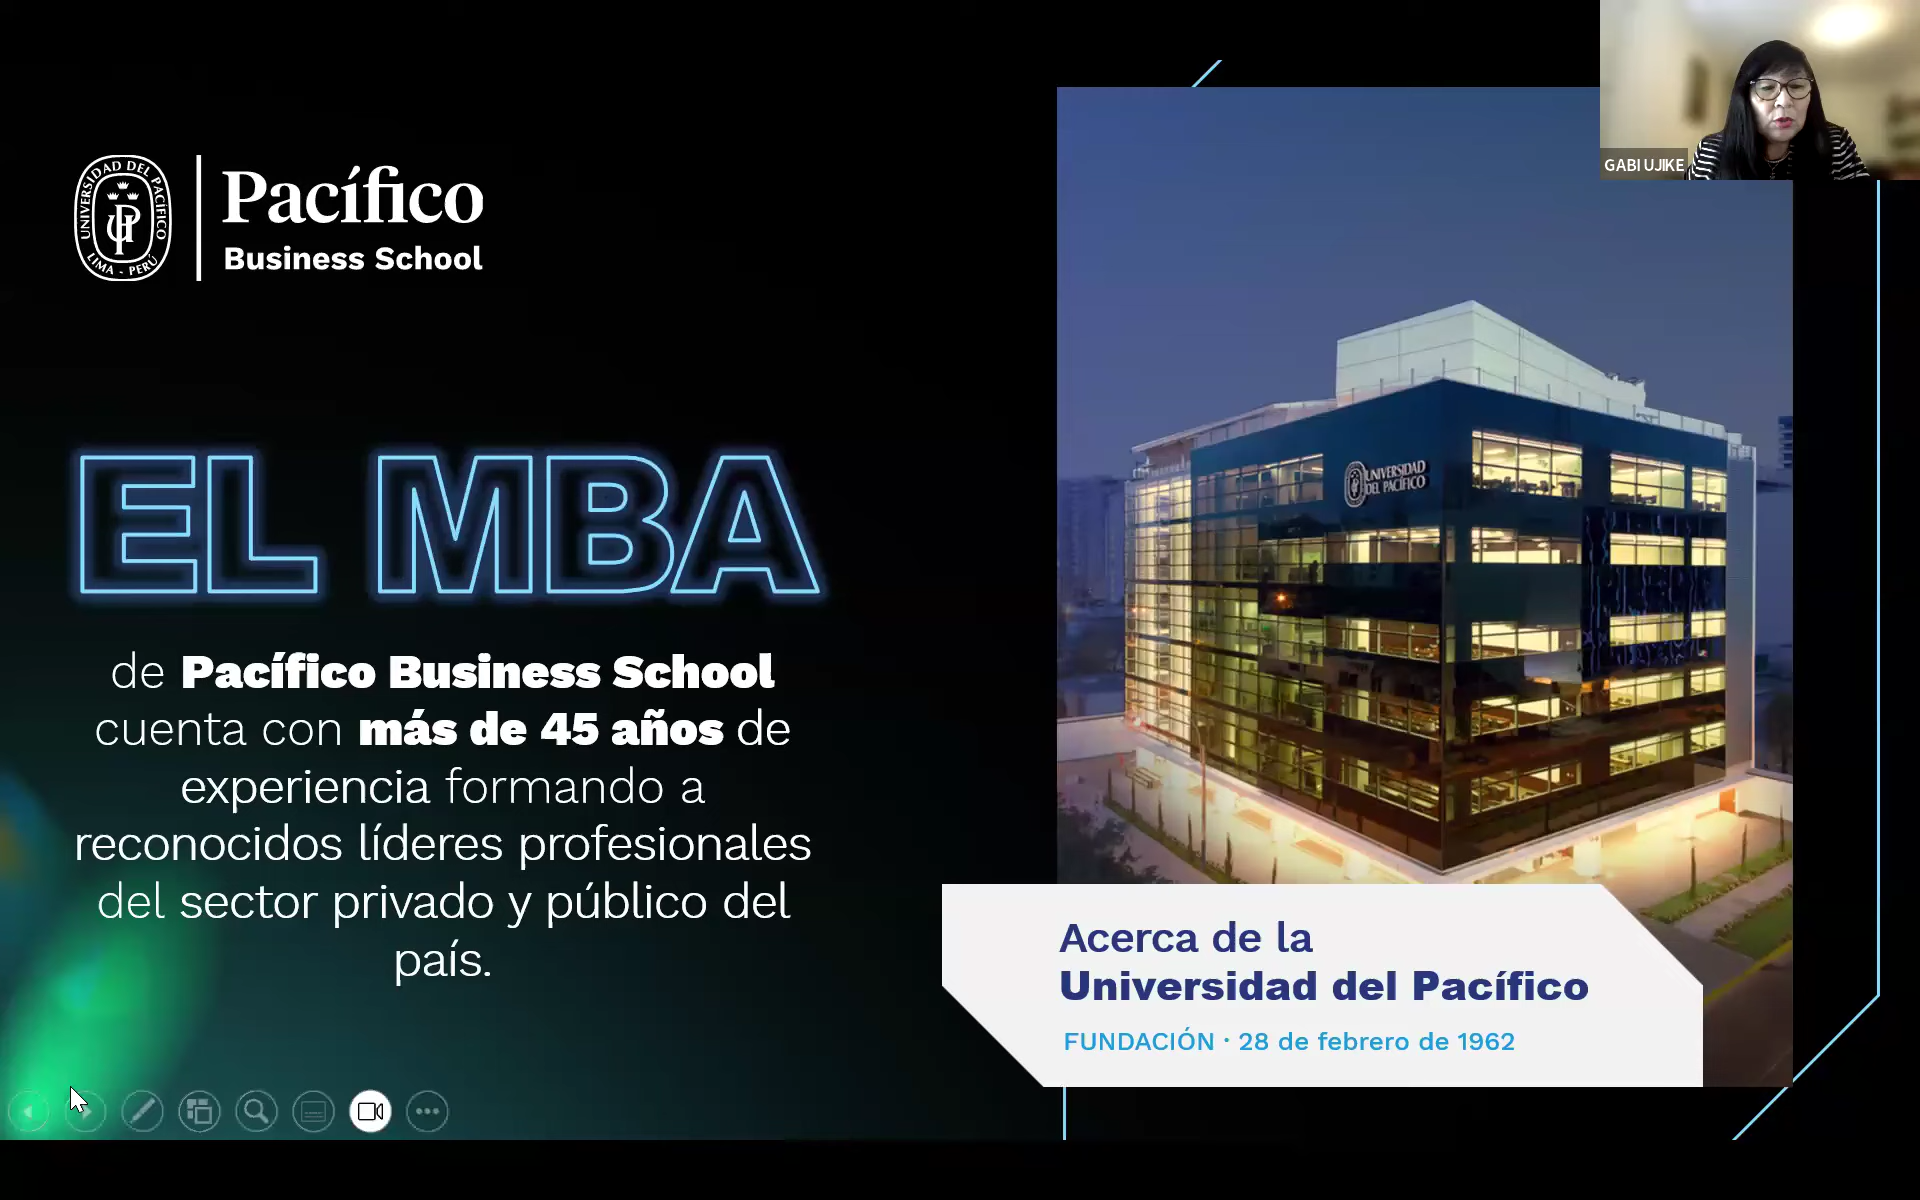 UNIVERSIDAD DEL PACÍFICO
LIMA - PERÚ
Pacífico
Business School
EL MBA
de Pacífico Business School
cuenta con más de 45 años de
experiencia formando a
reconocidos líderes profesionales
del sector privado y público del
país.
GABI UJIKE
UNIVERSIDAD
DEL PACÍFICO
Acerca de la
Universidad del Pacífico
FUNDACIÓN · 28 de febrero de 1962